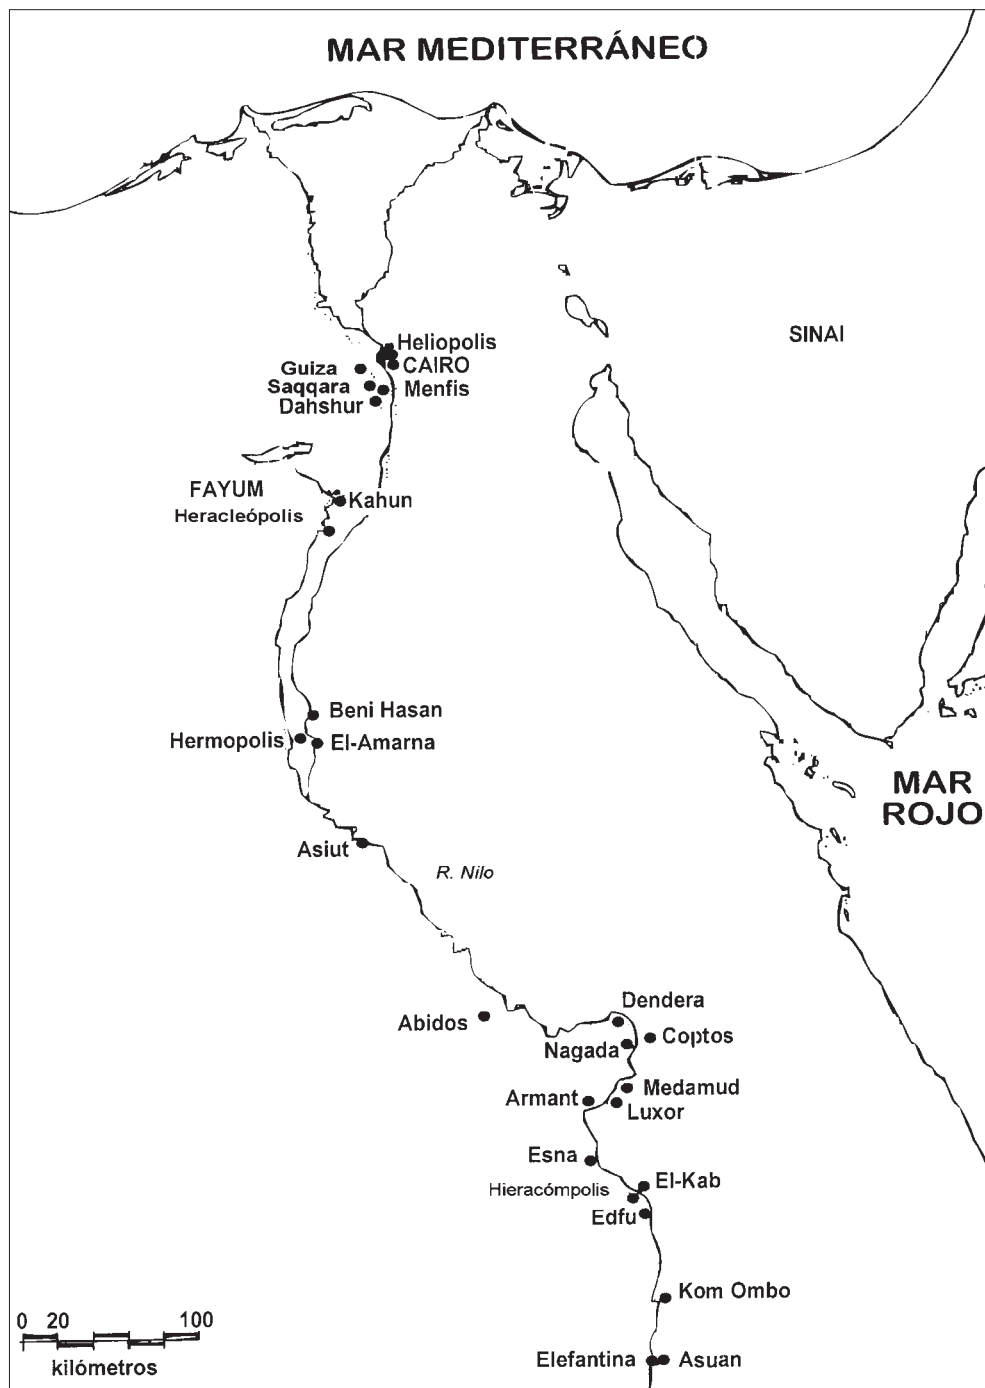 MAR MEDITERRÁNEO
SINAI
Heliopolis
Guiza
CAIRO
Saqqara
Menfis
Dahshur
FAYUM
Kahun
Heracleópolis
Beni Hasan
Hermopolis
El-Amarna
MAR
ROJO
Asiut
R. Nilo
Dendera
Abidos
Coptos
Nagada
Medamud
Armant
Luxor
Esna
El-Kab
Hieracómpolis
Edfu
Kom Ombo
0 20 100
kilómetros
Elefantina
Asuan